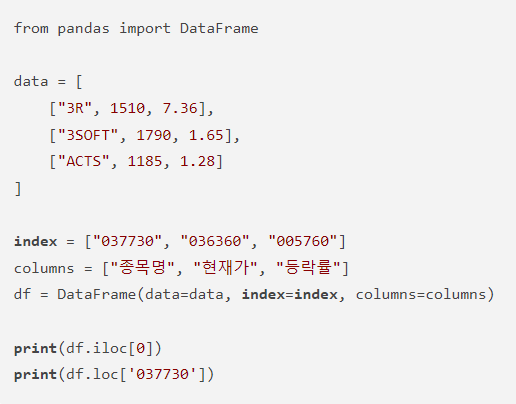 from pandas import DataFrame
data = [
    ["3R", 1510, 7.36],
    ["3SOFT", 1790, 1.65],
    ["ACTS", 1185, 1.28]
]
index = ["037730", "036360", "005760"]
columns = ["종목명", "현재가", "등락률"]
df = DataFrame(data=data, index=index, columns=columns)
print(df.iloc[0])
print(df.loc['037730'])